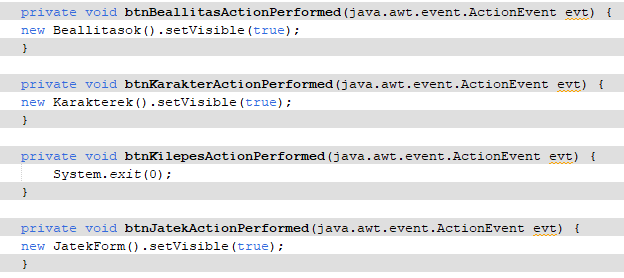 private void btnBeallitasActionPerformed(java.awt.event.ActionEvent evt) {
new Beallitasok().setVisible(true);
}
private void btnKarakterActionPerformed(java.awt.event.ActionEvent evt) {
new Karakterek().setVisible(true);
}
private void btnKilepesActionPerformed(java.awt.event.ActionEvent evt) {
    System.exit(0);
}
private void btnJatekActionPerformed(java.awt.event.ActionEvent evt) {
new JatekForm().setVisible(true);
}